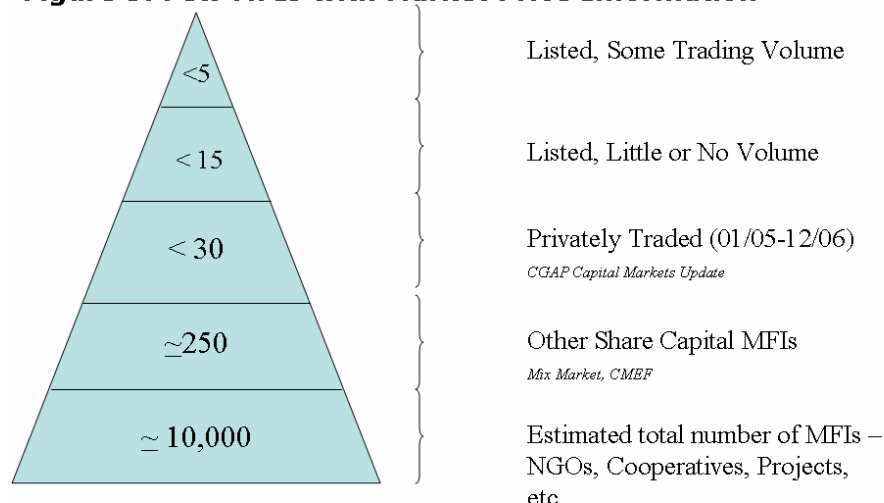 <5
Listed, Some Trading Volume
< 15
Listed, Little or No Volume
< 30
Privately Traded (01/05-12/06)
CGAP Capital Markets Update
≃250
Other Share Capital MFIs
Mix Market, CMEF
≃ 10,000
Estimated total number of MFIs –
NGOs, Cooperatives, Projects,
etc